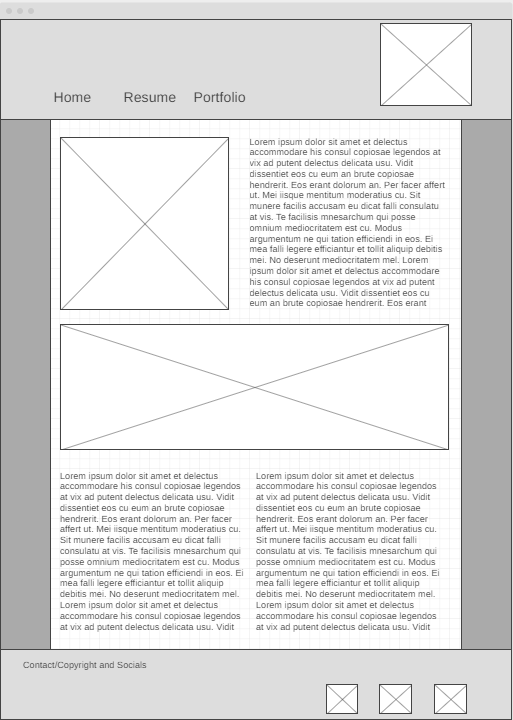 Home Resume Portfolio
Lorem ipsum dolor sit amet et delectus
accommodare his consul copiosae legendos at
vix ad putent delectus delicata usu. Vidit
dissentiet eos cu eum an brute copiosae
hendrerit. Eos erant dolorum an. Per facer affert
ut. Mei iisque mentitum moderatius cu. Sit
munere facilis accusam eu dicat falli consulatu
at vis. Te facilisis mnesarchum qui posse
omnium mediocritatem est cu. Modus
argumentum ne qui tation efficiendi in eos. Ei
mea falli legere efficiantur et tollit aliquip debitis
mei. No deserunt mediocritatem mel. Lorem
ipsum dolor sit amet et delectus accommodare
his consul copiosae legendos at vix ad putent
delectus delicata usu. Vidit dissentiet eos cu
eum an brute copiosae hendrerit. Eos erant
Lorem ipsum dolor sit amet et delectus
accommodare his consul copiosae legendos
at vix ad putent delectus delicata usu. Vidit
dissentiet eos cu eum an brute copiosae
hendrerit. Eos erant dolorum an. Per facer
affert ut. Mei iisque mentitum moderatius cu.
Sit munere facilis accusam eu dicat falli
consulatu at vis. Te facilisis mnesarchum qui
posse omnium mediocritatem est cu. Modus
argumentum ne qui tation efficiendi in eos. Ei
mea falli legere efficiantur et tollit aliquip
debitis mei. No deserunt mediocritatem mel.
Lorem ipsum dolor sit amet et delectus
accommodare his consul copiosae legendos
at vix ad putent delectus delicata usu. Vidit
Lorem ipsum dolor sit amet et delectus
accommodare his consul copiosae legendos
at vix ad putent delectus delicata usu. Vidit
dissentiet eos cu eum an brute copiosae
hendrerit. Eos erant dolorum an. Per facer
affert ut. Mei iisque mentitum moderatius cu.
Sit munere facilis accusam eu dicat falli
consulatu at vis. Te facilisis mnesarchum qui
posse omnium mediocritatem est cu. Modus
argumentum ne qui tation efficiendi in eos. Ei
mea falli legere efficiantur et tollit aliquip
debitis mei. No deserunt mediocritatem mel.
Lorem ipsum dolor sit amet et delectus
accommodare his consul copiosae legendos
at vix ad putent delectus delicata usu. Vidit
Contact/Copyright and Socials